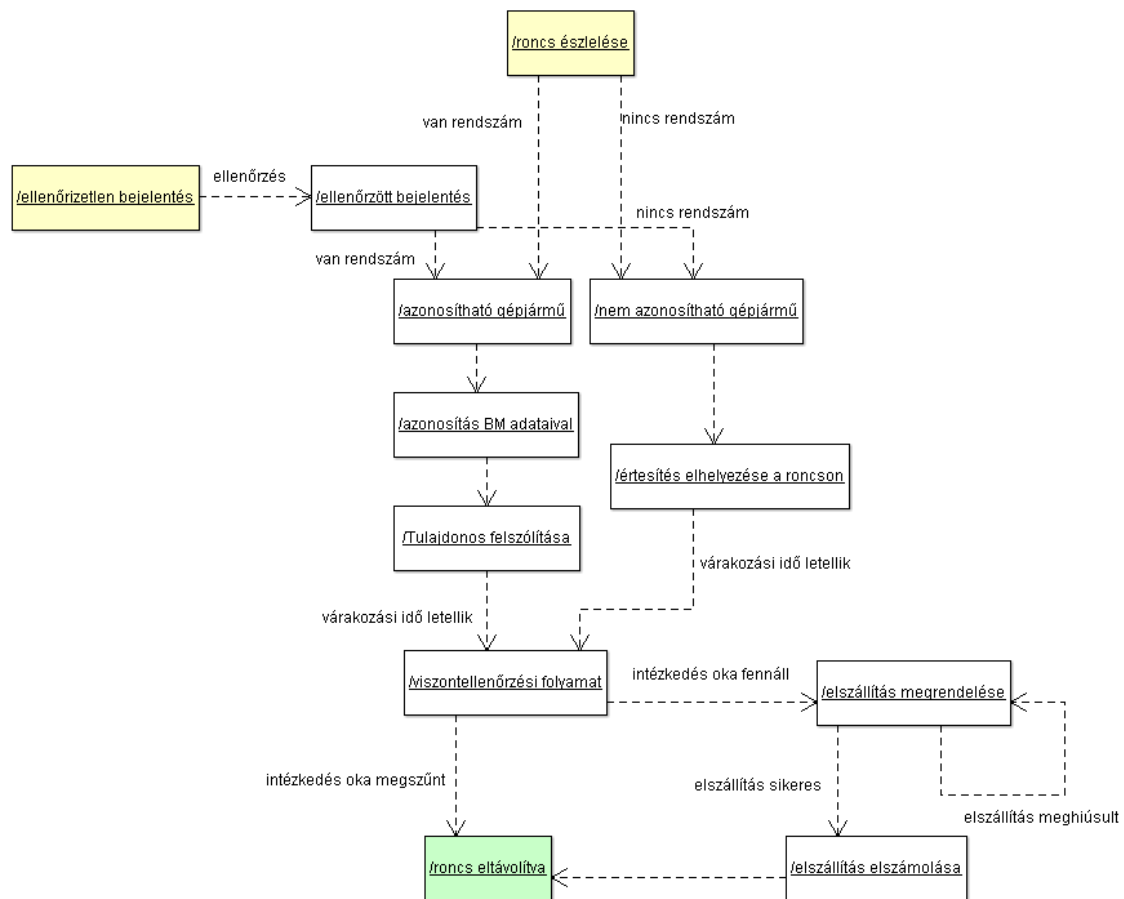 /roncs észlelése
van rendszám
nincs rendszám
/ellenőrizetlen bejelentés
ellenőrzés
/ellenőrzött bejelentés
nincs rendszám
van rendszám
/azonosítható gépjármű
/nem azonosítható gépjármű
/azonosítás BM adataival
/értesítés elhelyezése a roncson
/Tulajdonos felszólítása
várakozási idő letellik
várakozási idő letellik
/viszontellenőrzési folyamat
intézkedés oka fennáll
/elszállítás megrendelése
intézkedés oka megszűnt
elszállítás sikeres
elszállítás meghiúsult
/roncs eltávolítva
/elszállítás elszámolása